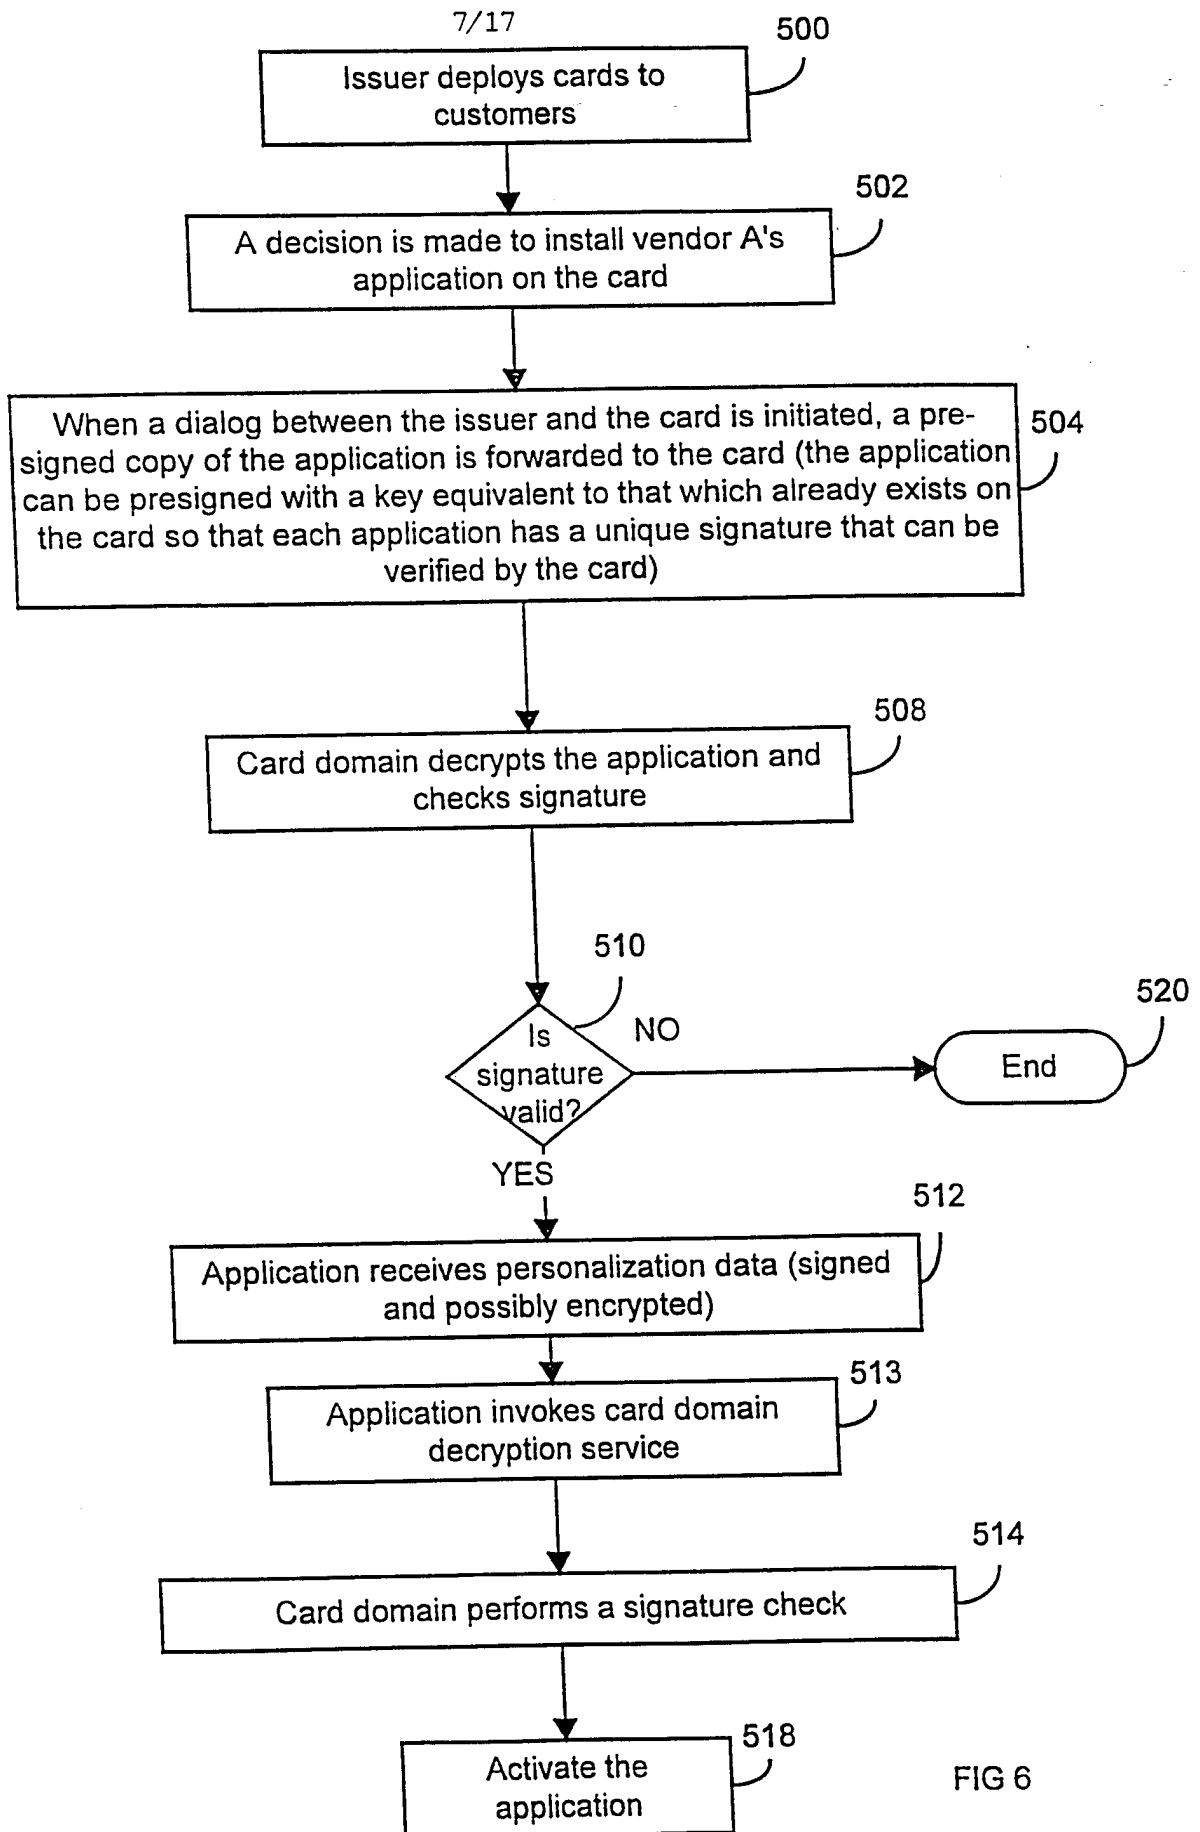 7/17
500
Issuer deploys cards to
customers
502
A decision is made to install vendor A's
application on the card
504
When a dialog between the issuer and the card is initiated, a pre-
signed copy of the application is forwarded to the card (the application
can be presigned with a key equivalent to that which already exists on
the card so that each application has a unique signature that can be
verified by the card)
508
Card domain decrypts the application and
checks signature
510
Is
signature
valid?
NO
520
End
YES
512
Application receives personalization data (signed
and possibly encrypted)
513
Application invokes card domain
decryption service
514
Card domain performs a signature check
518
Activate the
application
FIG 6